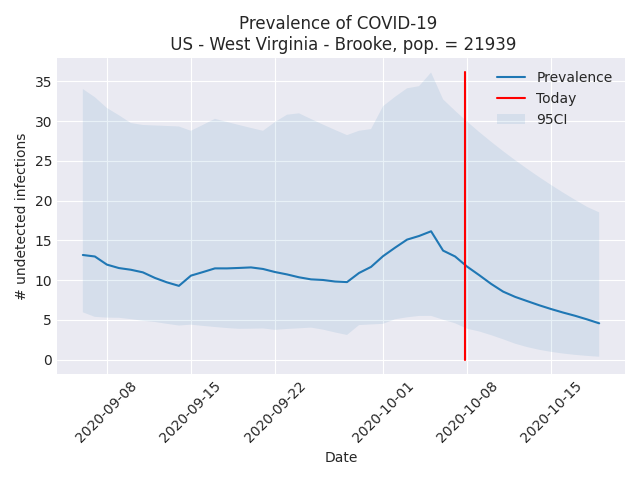 Prevalence of COVID-19
US - West Virginia - Brooke, pop. = 21939
Prevalence
Today
95CI
# undetected infections
35
30
25
20
15
10
5
0
2020-09-08
2020-09-15
2020-09-22
2020-10-01
2020-10-08
2020-10-15
Date